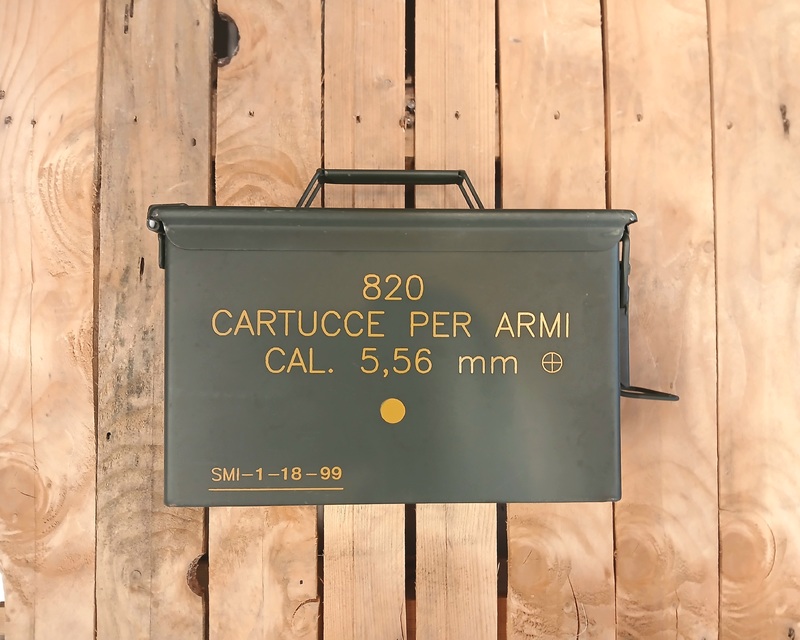 820
CARTUCCE PER ARMI
CAL. 5,56 mm ⊕
SMI-1-18-99